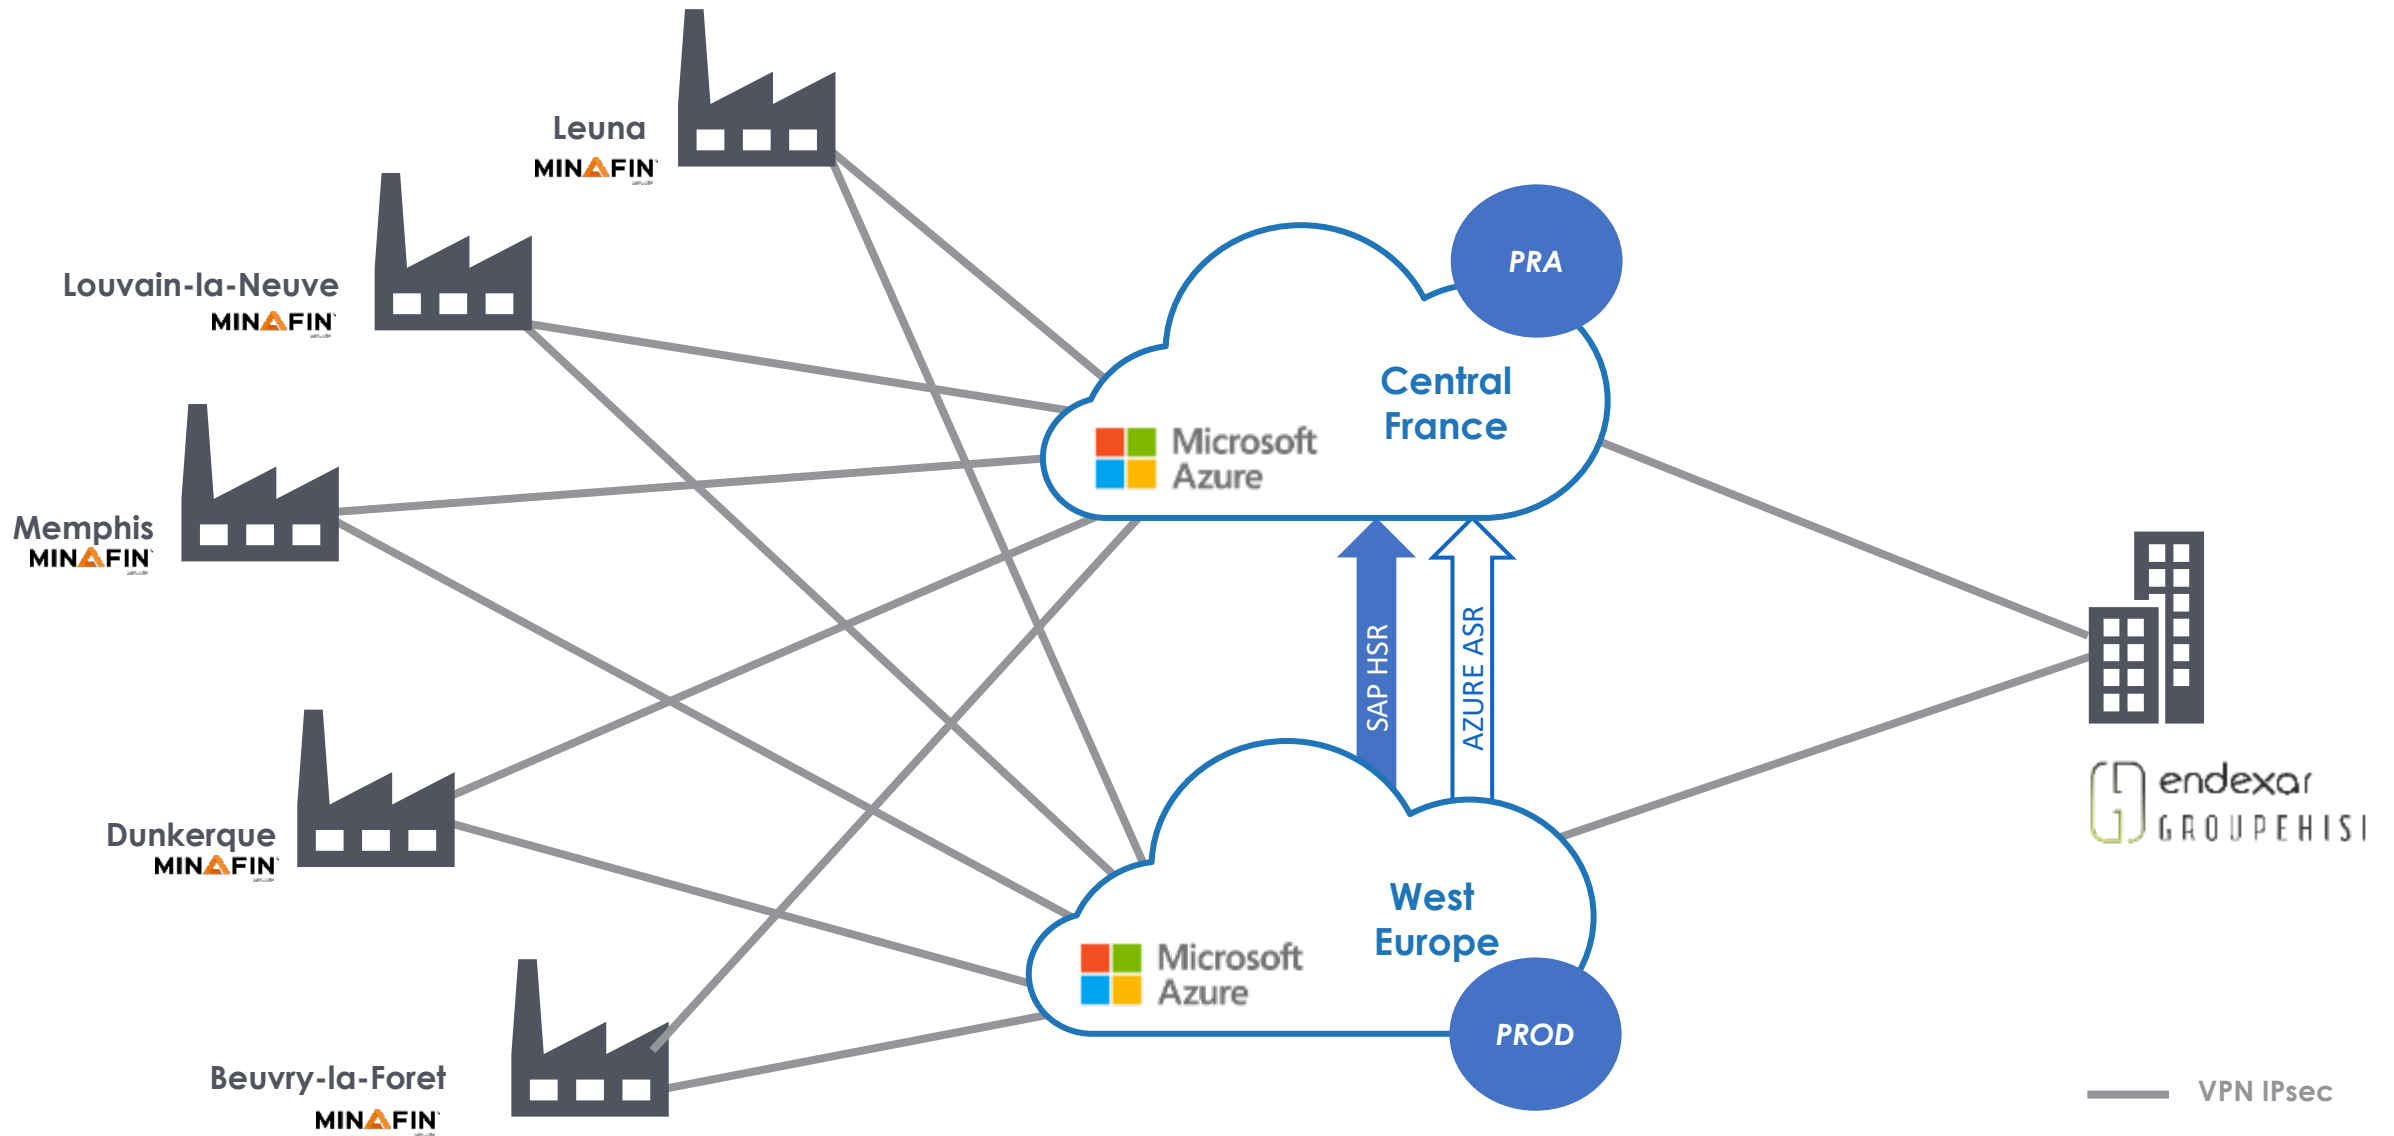 Leuna
MINAFIN
Louvain-la-Neuve
MINAFIN
Memphis
MINAFIN
Dunkerque
MINAFIN
Beuvry-la-Foret
MINAFIN
PRA
Central
France
Microsoft
Azure
SAP HSR
AZURE ASR
West
Europe
Microsoft
Azure
PROD
endexar
GROUPEHISI
VPN IPsec